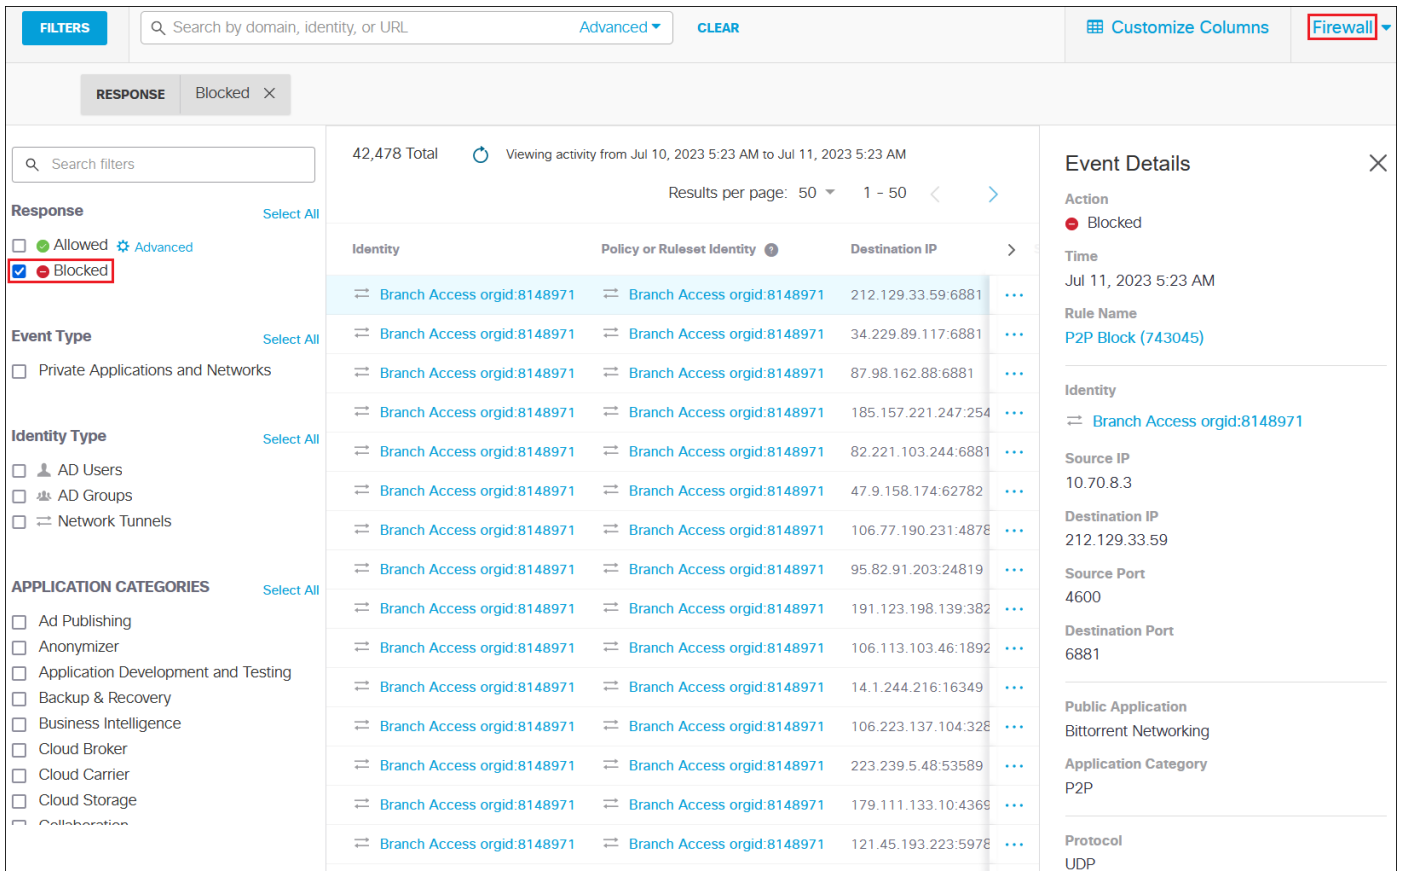 FILTERS
Search by domain, identity, or URL
Advanced
CLEAR
Customize Columns
Firewall
RESPONSE
Blocked
Search filters
Response
Select All
Allowed
Advanced
Blocked
Event Type
Select All
Private Applications and Networks
Identity Type
Select All
AD Users
AD Groups
Network Tunnels
APPLICATION CATEGORIES
Select All
Ad Publishing
Anonymizer
Application Development and Testing
Backup & Recovery
Business Intelligence
Cloud Broker
Cloud Carrier
Cloud Storage
Collaboration
42,478 Total
Viewing activity from Jul 10, 2023 5:23 AM to Jul 11, 2023 5:23 AM
Results per page: 50
1 - 50
Identity Policy or Ruleset Identity Destination IP
Branch Access orgid:8148971 Branch Access orgid:8148971 212.129.33.59:6881
Branch Access orgid:8148971 Branch Access orgid:8148971 34.229.89.117:6881
Branch Access orgid:8148971 Branch Access orgid:8148971 87.98.162.88:6881
Branch Access orgid:8148971 Branch Access orgid:8148971 185.157.221.247:254
Branch Access orgid:8148971 Branch Access orgid:8148971 82.221.103.244:6881
Branch Access orgid:8148971 Branch Access orgid:8148971 47.9.158.174:62782
Branch Access orgid:8148971 Branch Access orgid:8148971 106.77.190.231:4878
Branch Access orgid:8148971 Branch Access orgid:8148971 95.82.91.203:24819
Branch Access orgid:8148971 Branch Access orgid:8148971 191.123.198.139:382
Branch Access orgid:8148971 Branch Access orgid:8148971 106.113.103.46:1892
Branch Access orgid:8148971 Branch Access orgid:8148971 14.1.244.216:16349
Branch Access orgid:8148971 Branch Access orgid:8148971 106.223.137.104:328
Branch Access orgid:8148971 Branch Access orgid:8148971 223.239.5.48:53589
Branch Access orgid:8148971 Branch Access orgid:8148971 179.111.133.10:4369
Branch Access orgid:8148971 Branch Access orgid:8148971 121.45.193.223:5978
Event Details
Action
Blocked
Time
Jul 11, 2023 5:23 AM
Rule Name
P2P Block (743045)
Identity
Branch Access orgid:8148971
Source IP
10.70.8.3
Destination IP
212.129.33.59
Source Port
4600
Destination Port
6881
Public Application
Bittorrent Networking
Application Category
P2P
Protocol
UDP